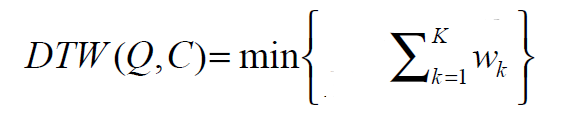 DTW(Q,C)= min{ ∑_{k=1}^{K} w_k }